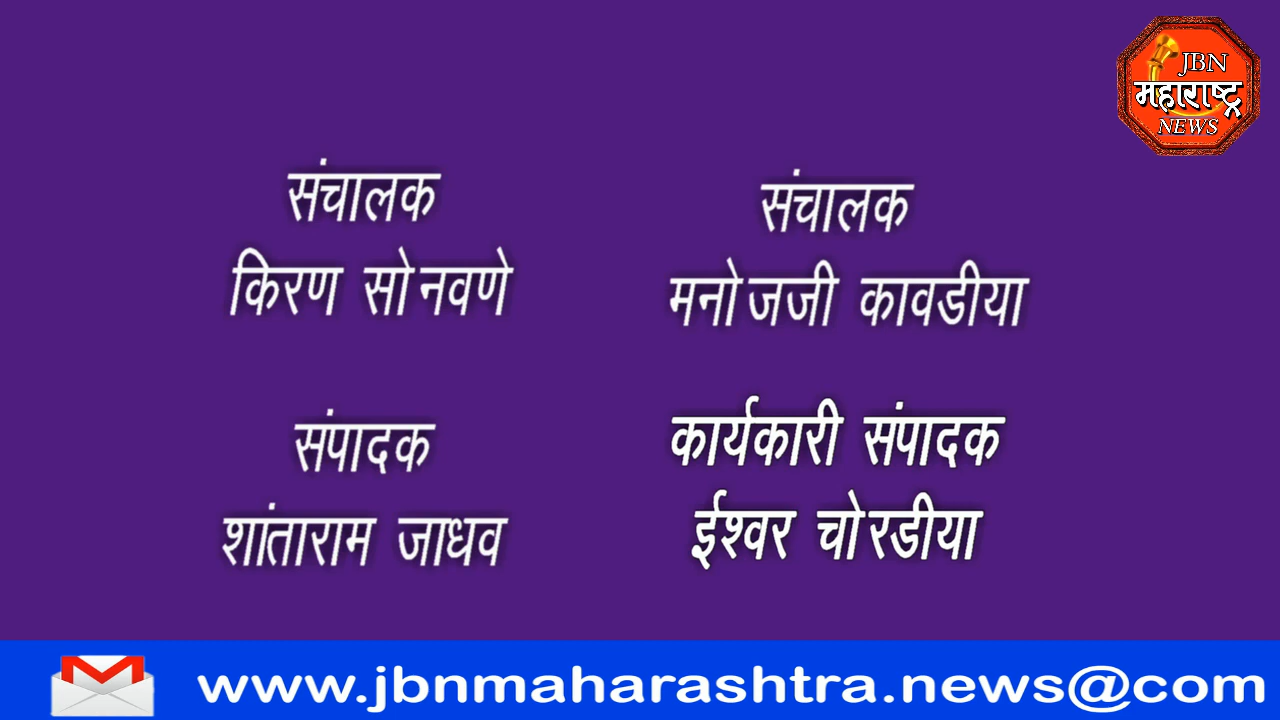 JBN
महाराष्ट्र
NEWS
संचालक
किरण सोनवणे
संचालक
मनोजजी कावडीया
संपादक
शांताराम जाधव
कार्यकारी संपादक
ईश्वर चोरडीया
www.jbnmaharashtra.news@com